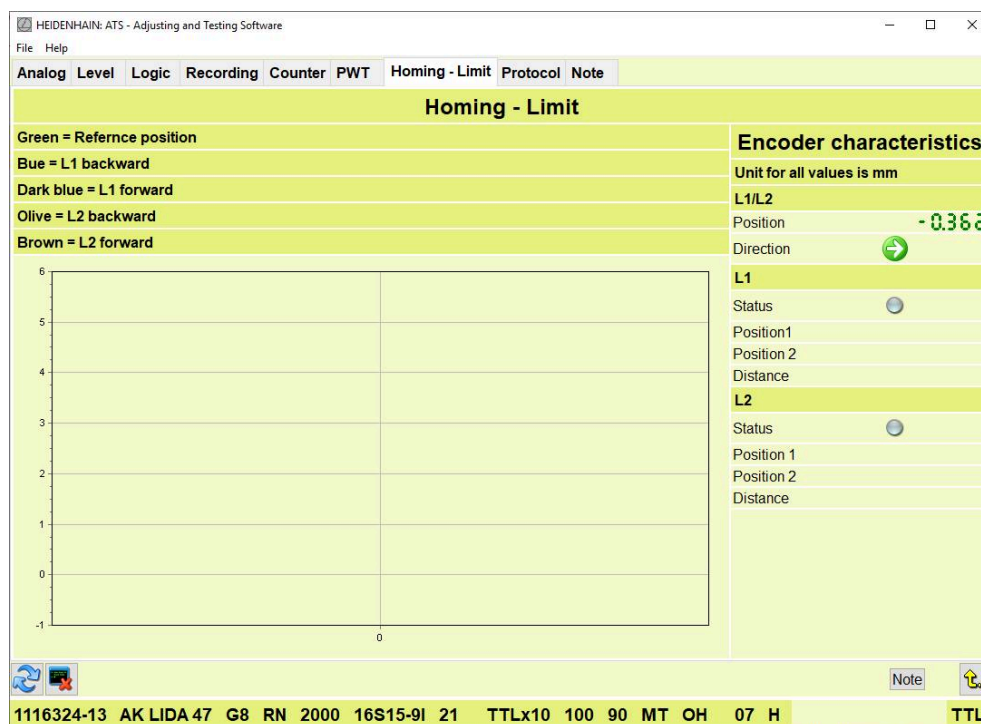 HEIDENHAIN: ATS - Adjusting and Testing Software
File Help
Analog Level Logic Recording Counter PWT Homing - Limit Protocol Note
Homing - Limit
Green = Refernce position
Bue = L1 backward
Dark blue = L1 forward
Olive = L2 backward
Brown = L2 forward
6
5
4
3
2
1
0
-1
0
Encoder characteristics
Unit for all values is mm
L1/L2
Position
Direction
L1
Status
Position1
Position 2
Distance
L2
Status
Position 1
Position 2
Distance
Note
1116324-13 AK LIDA 47 G8 RN 2000 16S15-9I 21 TTLx10 100 90 MT OH 07 H TTL